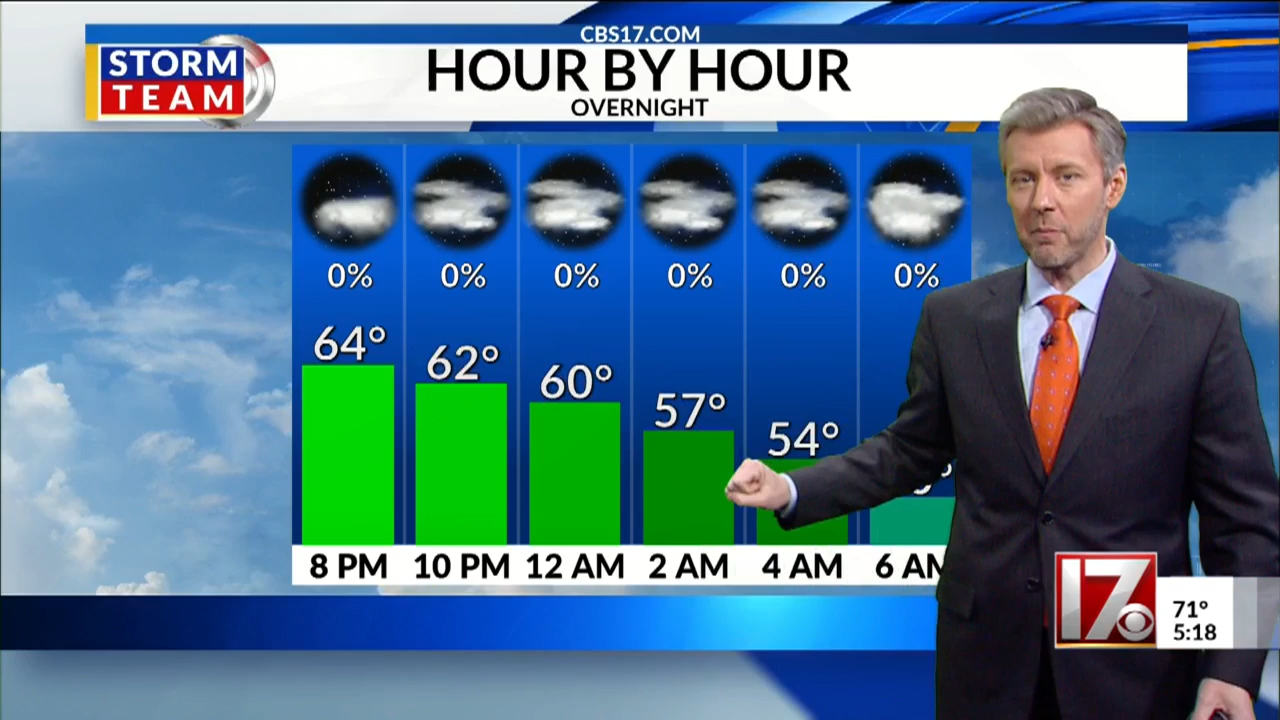 CBS17.COM
STORM
TEAM
HOUR BY HOUR
OVERNIGHT
0% 0% 0% 0% 0% 0%
64° 62° 60° 57° 54°
8 PM 10 PM 12 AM 2 AM 4 AM 6 AM
17
71°
5:18